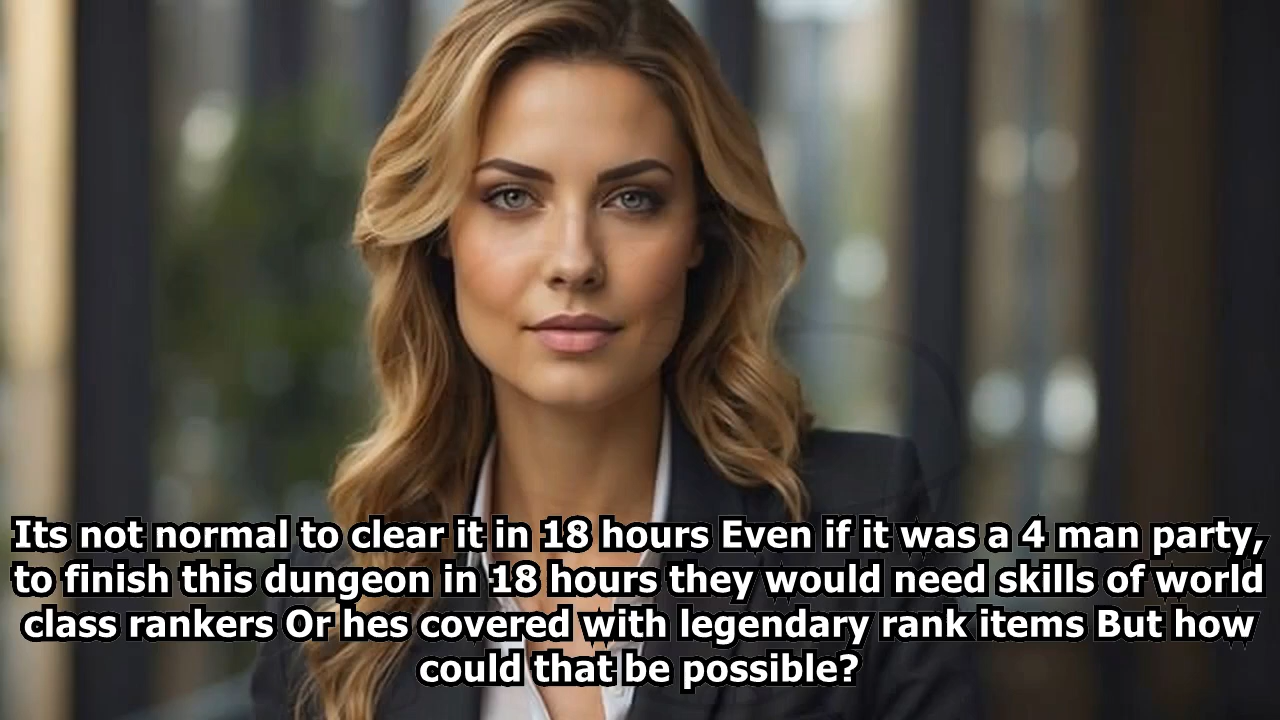 Its not normal to clear it in 18 hours Even if it was a 4 man party,
to finish this dungeon in 18 hours they would need skills of world
class rankers Or hes covered with legendary rank items But how
could that be possible?